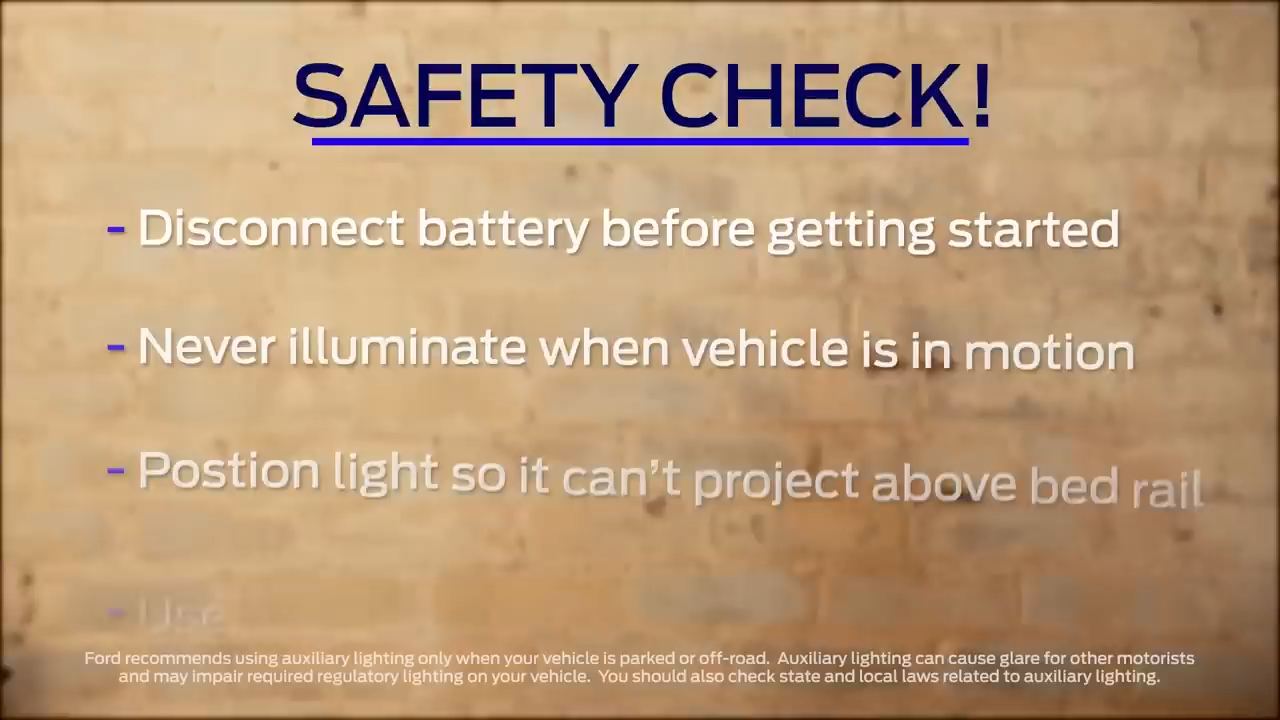 SAFETY CHECK!
- Disconnect battery before getting started
- Never illuminate when vehicle is in motion
- Postion light so it can't project above bed rail
- Use
Ford recommends using auxiliary lighting only when your vehicle is parked or off-road. Auxiliary lighting can cause glare for other motorists
and may impair required regulatory lighting on your vehicle. You should also check state and local laws related to auxiliary lighting.